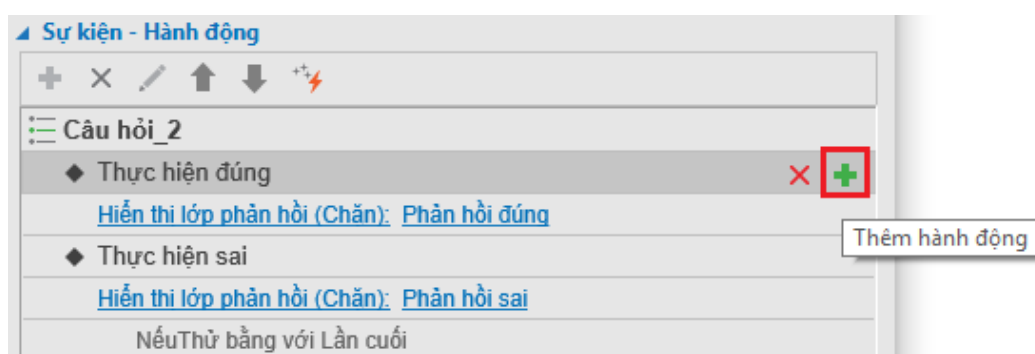 Sự kiện - Hành động
Câu hỏi_2
Thực hiện đúng
Hiển thị lớp phản hồi (Chăn): Phản hồi đúng
Thêm hành động
Thực hiện sai
Hiển thị lớp phản hồi (Chăn): Phản hồi sai
NếuThử bằng với Lần cuối